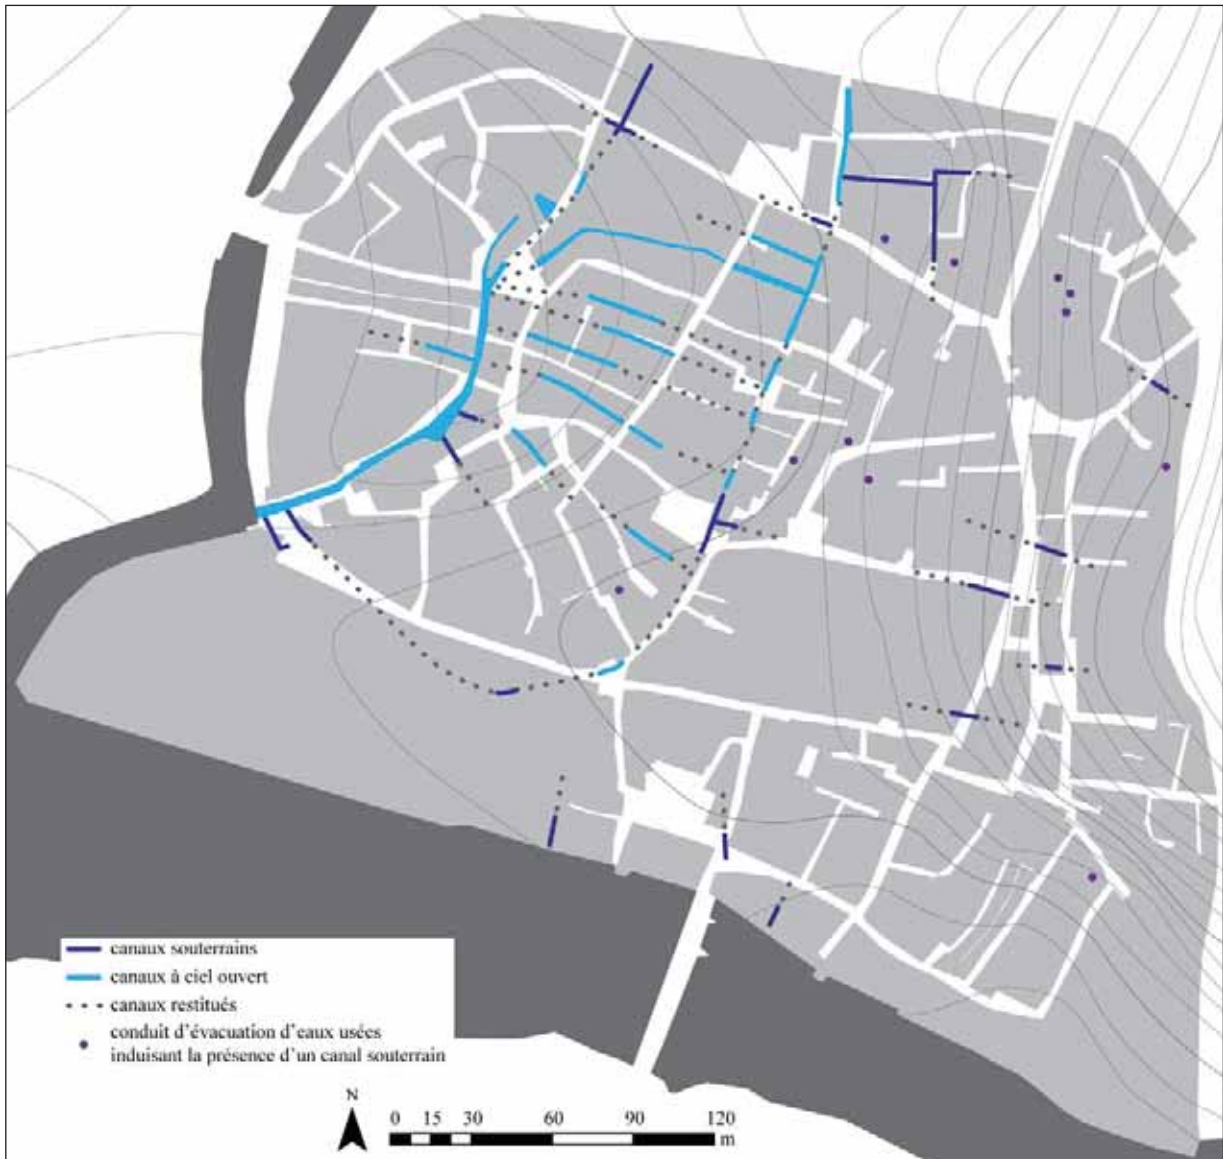 canaux souterrains
canaux à ciel ouvert
canaux restitués
conduit d'évacuation d'eaux usées
induisant la présence d'un canal souterrain
N
0 15 30 60 90 120
m